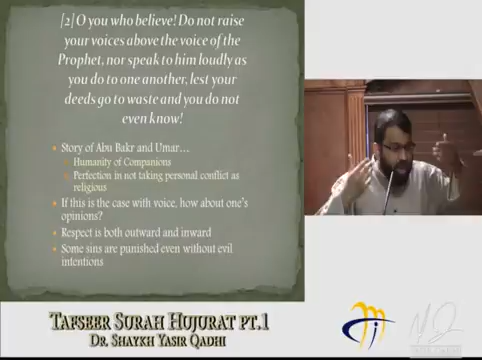 [2] O you who believe! Do not raise
your voices above the voice of the
Prophet, nor speak to him loudly as
you do to one another, lest your
deeds go to waste and you do not
even know!
Story of Abu Bakr and Umar…
Humanity of Companions
Perfection in not taking personal conflict as
religious
If this is the case with voice, how about one's
opinions?
Respect is both outward and inward
Some sins are punished even without evil
intentions
TAFSEER SURAH HUJURAT PT.1
DR. SHAYKH YASIR QADHI